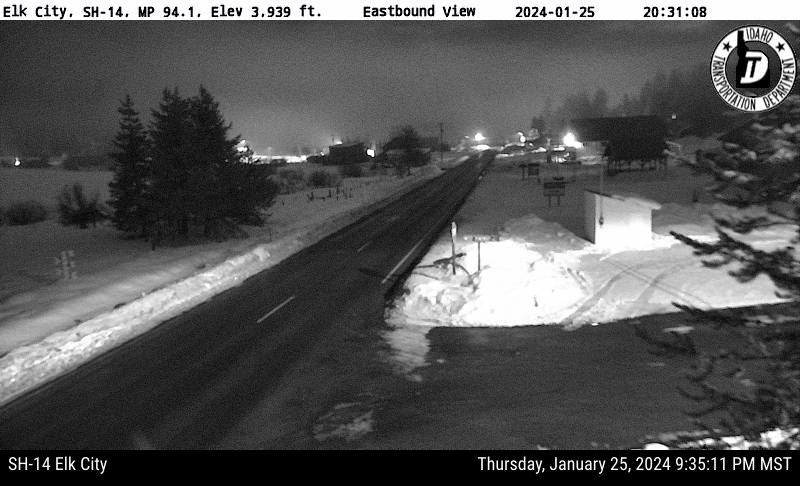 Elk City, SH-14, MP 94.1, Elev 3,939 ft. Eastbound View 2024-01-25 20:31:08
IDAHO
TRANSPORTATION DEPARTMENT
SH-14 Elk City Thursday, January 25, 2024 9:35:11 PM MST